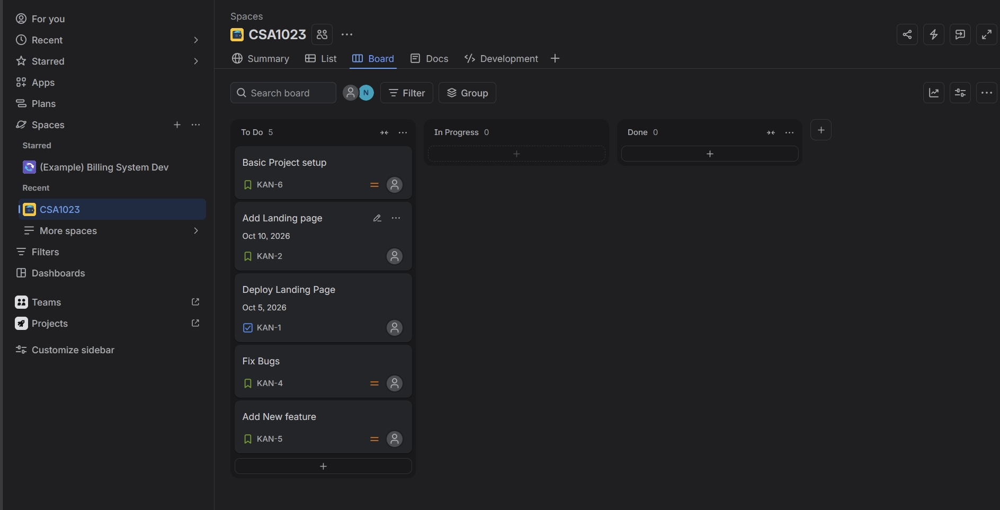 For you
Recent
Starred
Apps
Plans
Spaces
Starred
(Example) Billing System Dev
Recent
CSA1023
More spaces
Filters
Dashboards
Teams
Projects
Customize sidebar
Spaces
CSA1023
Summary List Board Docs Development
Search board N Filter Group
To Do 5
Basic Project setup
KAN-6
Add Landing page
Oct 10, 2026
KAN-2
Deploy Landing Page
Oct 5, 2026
KAN-1
Fix Bugs
KAN-4
Add New feature
KAN-5
In Progress 0
Done 0